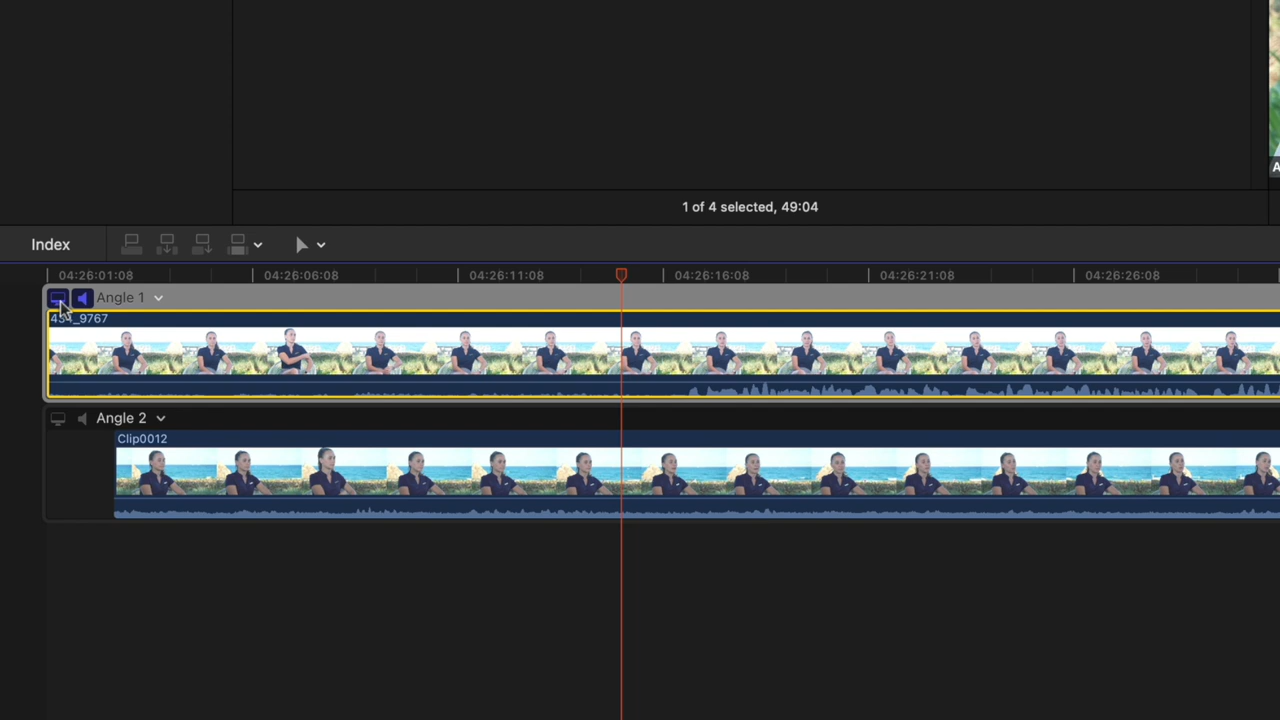 A
1 of 4 selected, 49:04
Index
04:26:01:08 04:26:06:08 04:26:11:08 04:26:16:08 04:26:21:08 04:26:26:08
Angle 1
454_9767
Angle 2
Clip0012